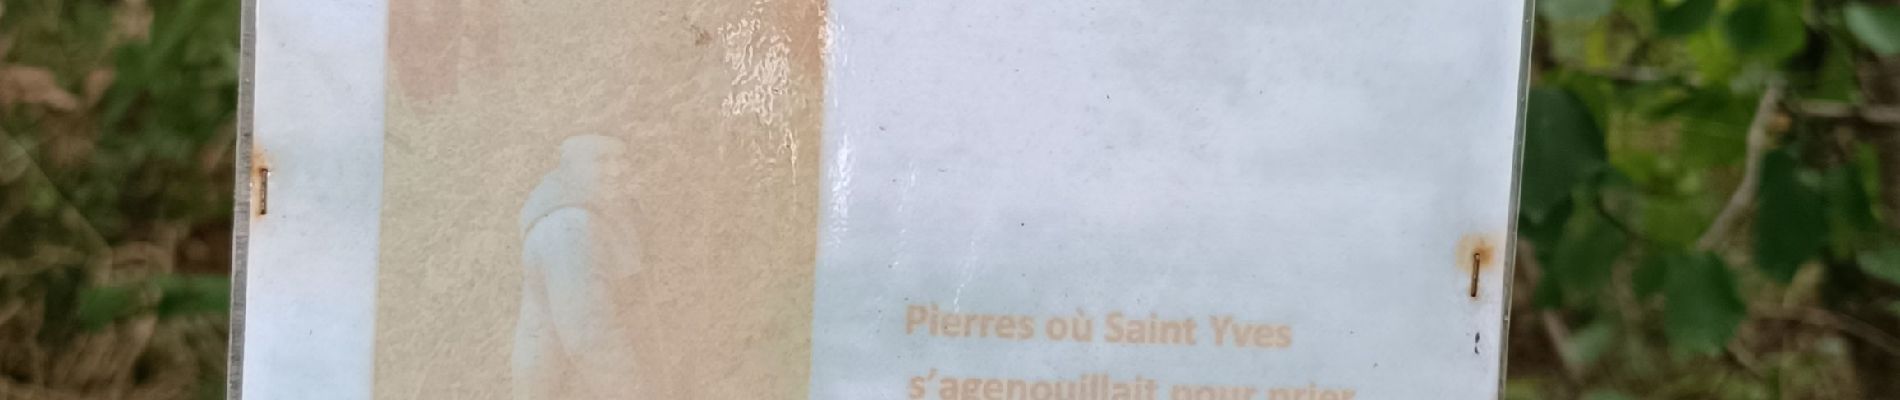 Pierres où Saint Yves
s'agenouillait pour prier